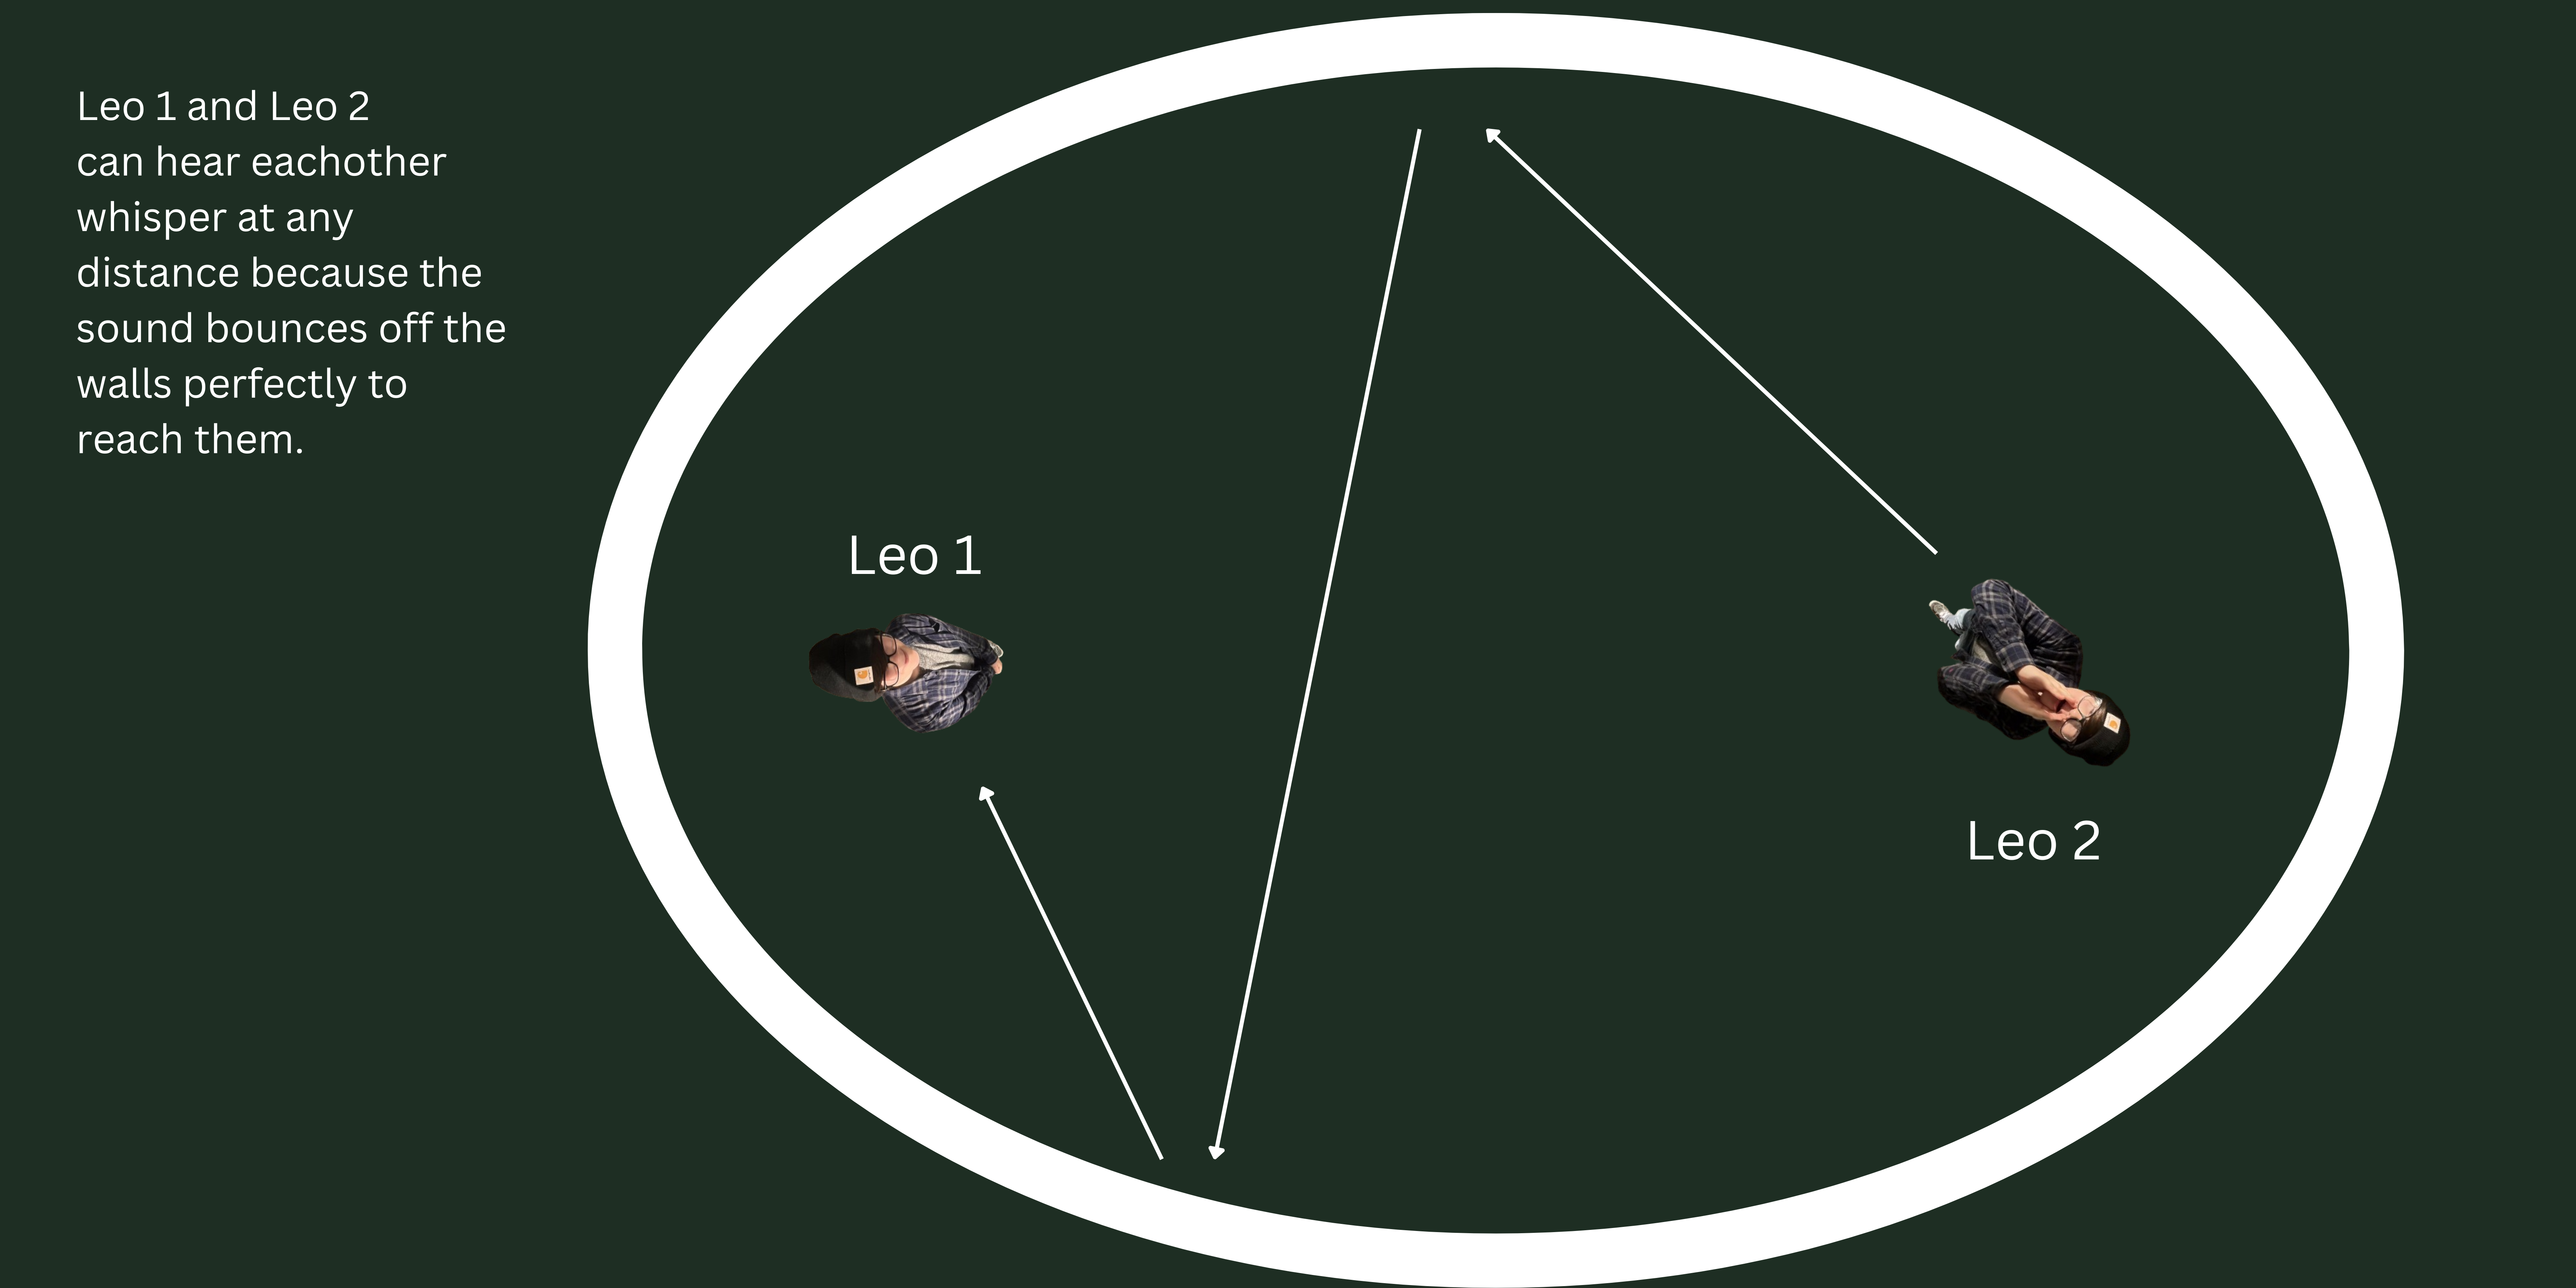 Leo 1 and Leo 2
can hear eachother
whisper at any
distance because the
sound bounces off the
walls perfectly to
reach them.
Leo 1
Leo 2